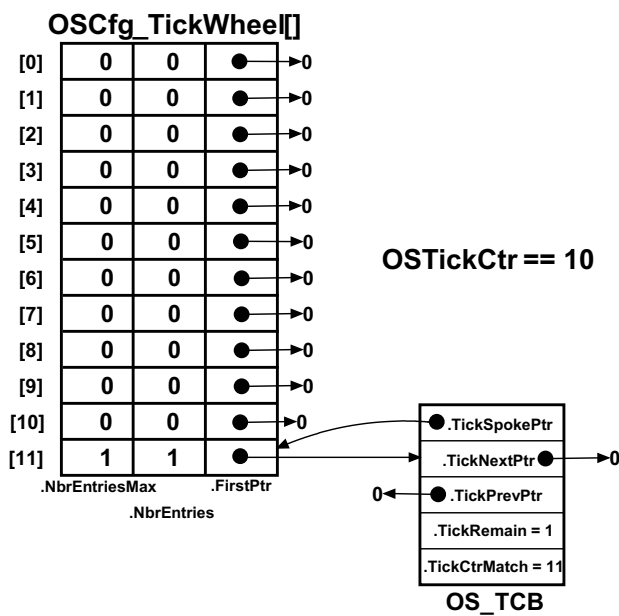 OSCfg_TickWheel[]
[0] 0 0 0
[1] 0 0 0
[2] 0 0 0
[3] 0 0 0
[4] 0 0 0
[5] 0 0 0
[6] 0 0 0
[7] 0 0 0
[8] 0 0 0
[9] 0 0 0
[10] 0 0 0
[11] 1 1
.NbrEntriesMax .FirstPtr
.NbrEntries
OSTickCtr == 10
.TickSpokePtr
.TickNextPtr 0
0 .TickPrevPtr
.TickRemain = 1
.TickCtrMatch = 11
OS_TCB